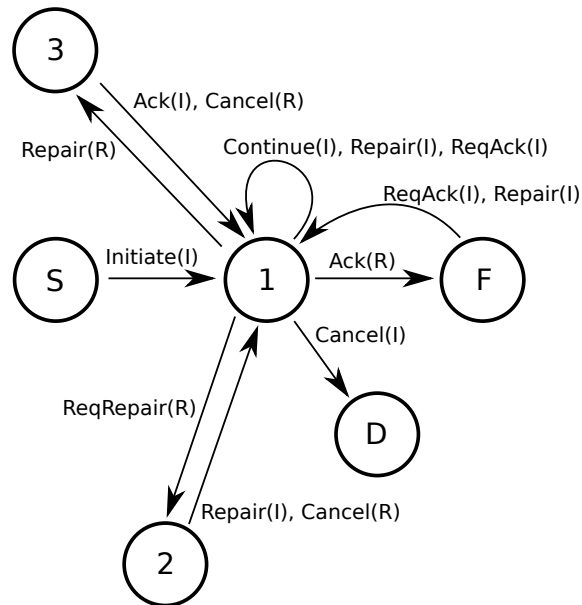 3
Ack(I), Cancel(R)
Repair(R)
Continue(I), Repair(I), ReqAck(I)
ReqAck(I), Repair(I)
S
Initiate(I)
1
Ack(R)
F
Cancel(I)
ReqRepair(R)
D
Repair(I), Cancel(R)
2